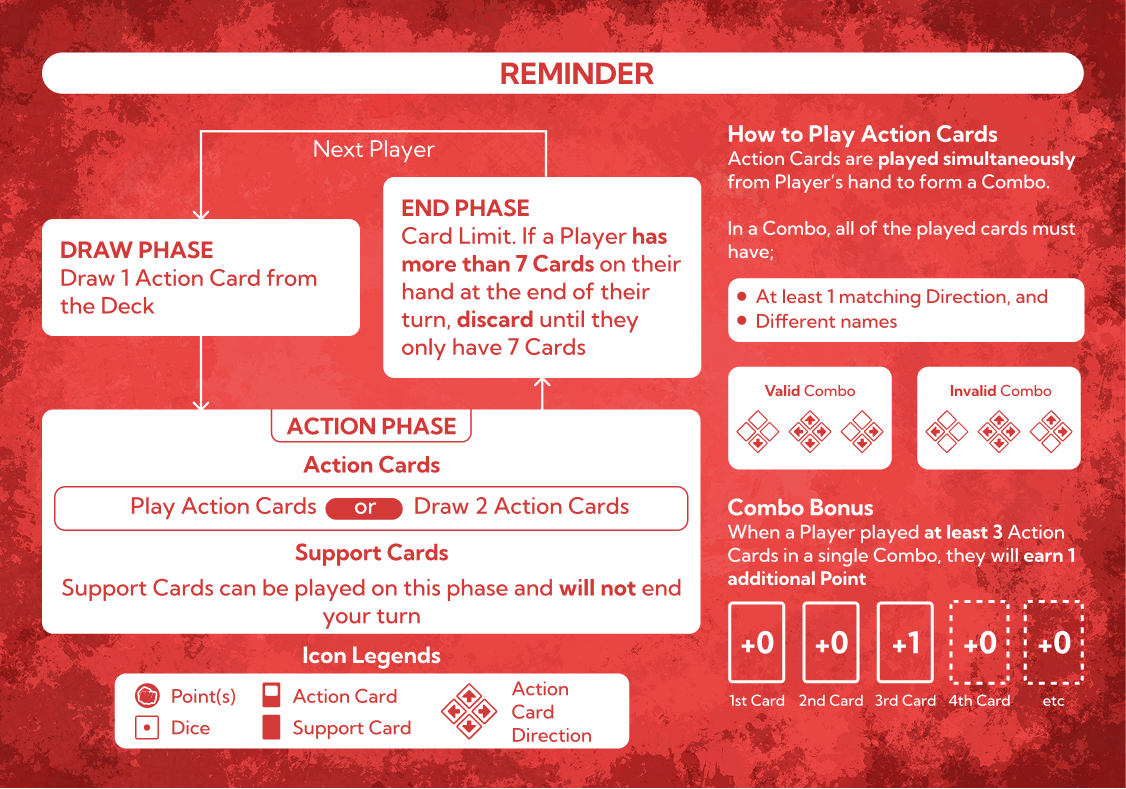 REMINDER
Next Player
DRAW PHASE
Draw 1 Action Card from
the Deck
END PHASE
Card Limit. If a Player has
more than 7 Cards on their
hand at the end of their
turn, discard until they
only have 7 Cards
ACTION PHASE
Action Cards
Play Action Cards or Draw 2 Action Cards
Support Cards
Support Cards can be played on this phase and will not end
your turn
Icon Legends
Point(s)
Dice
Action Card
Support Card
Action
Card
Direction
How to Play Action Cards
Action Cards are played simultaneously
from Player's hand to form a Combo.
In a Combo, all of the played cards must
have;
• At least 1 matching Direction, and
• Different names
Valid Combo
Invalid Combo
Combo Bonus
When a Player played at least 3 Action
Cards in a single Combo, they will earn 1
additional Point
+0 +0 +1 +0 +0
1st Card 2nd Card 3rd Card 4th Card etc